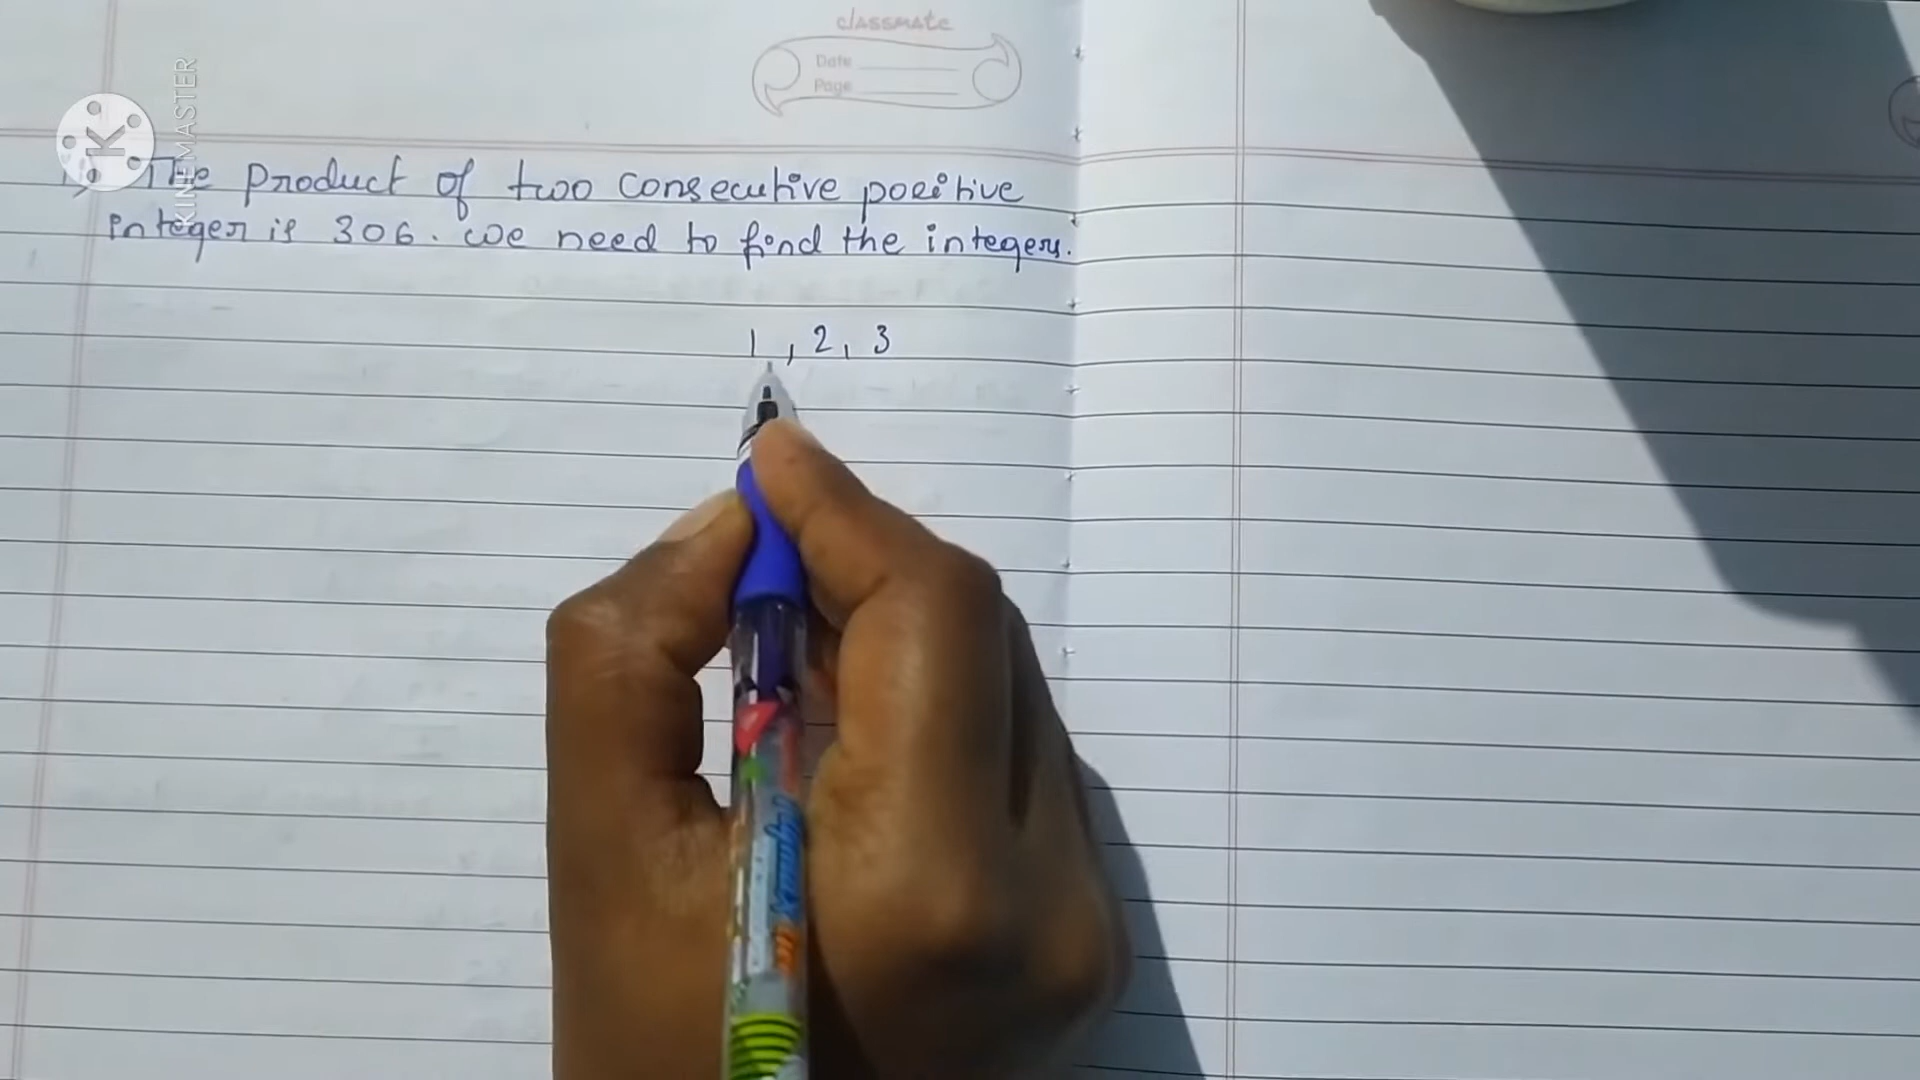 classmate
Date
Page
KINEMASTER
The product of two consecutive positive
integer is 306. we need to find the integers.
1, 2, 3